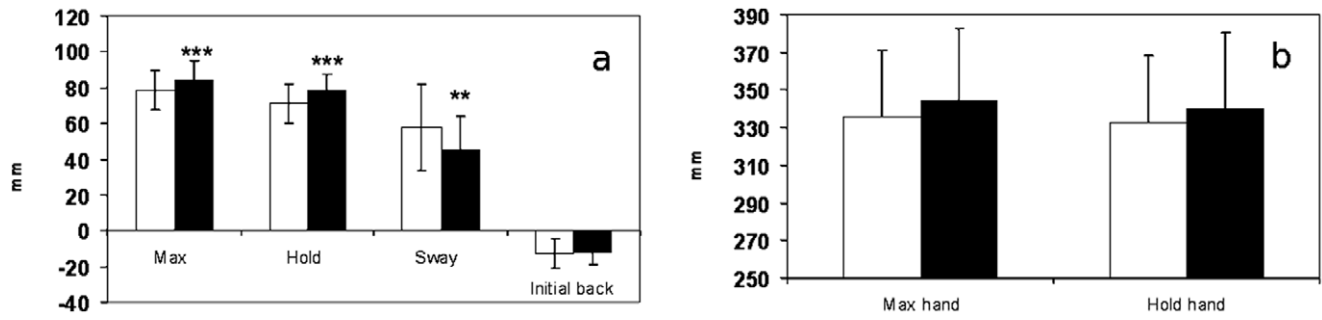 120
100
80
60
40
20
0
-20
-40
mm
*** *** **
a
Max Hold Sway
Initial back
390
370
350
330
310
290
270
250
mm
b
Max hand Hold hand